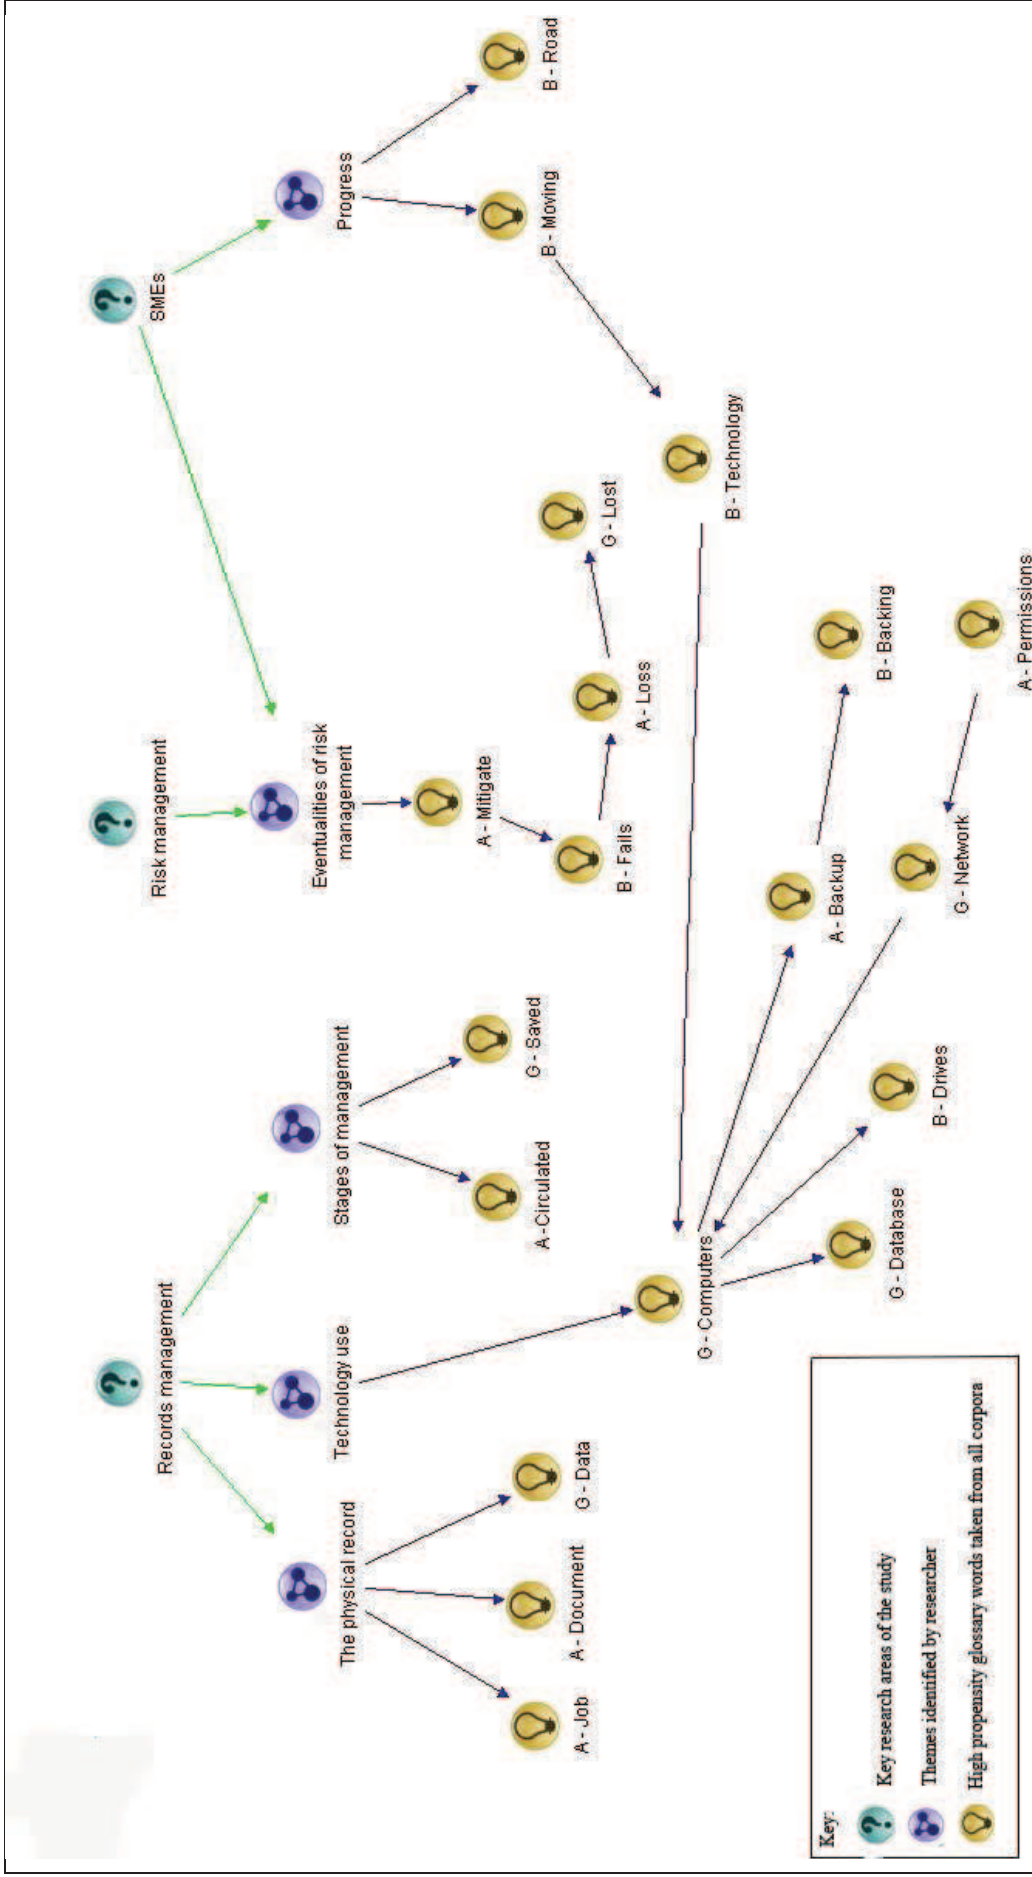 Records management
Risk management
SMEs
The physical record
Technology use
Stages of management
Eventualities of risk
management
Progress
A - Job
A - Document
G - Data
A -Circulated
G - Saved
A - Mitigate
B - Fails
A - Loss
G - Lost
B - Moving
B - Road
G - Computers
B - Technology
G - Database
B - Drives
A - Backup
B - Backing
G - Network
A - Permissions
Key:
Key research areas of the study
Themes identified by researcher
High propensity glossary words taken from all corpora